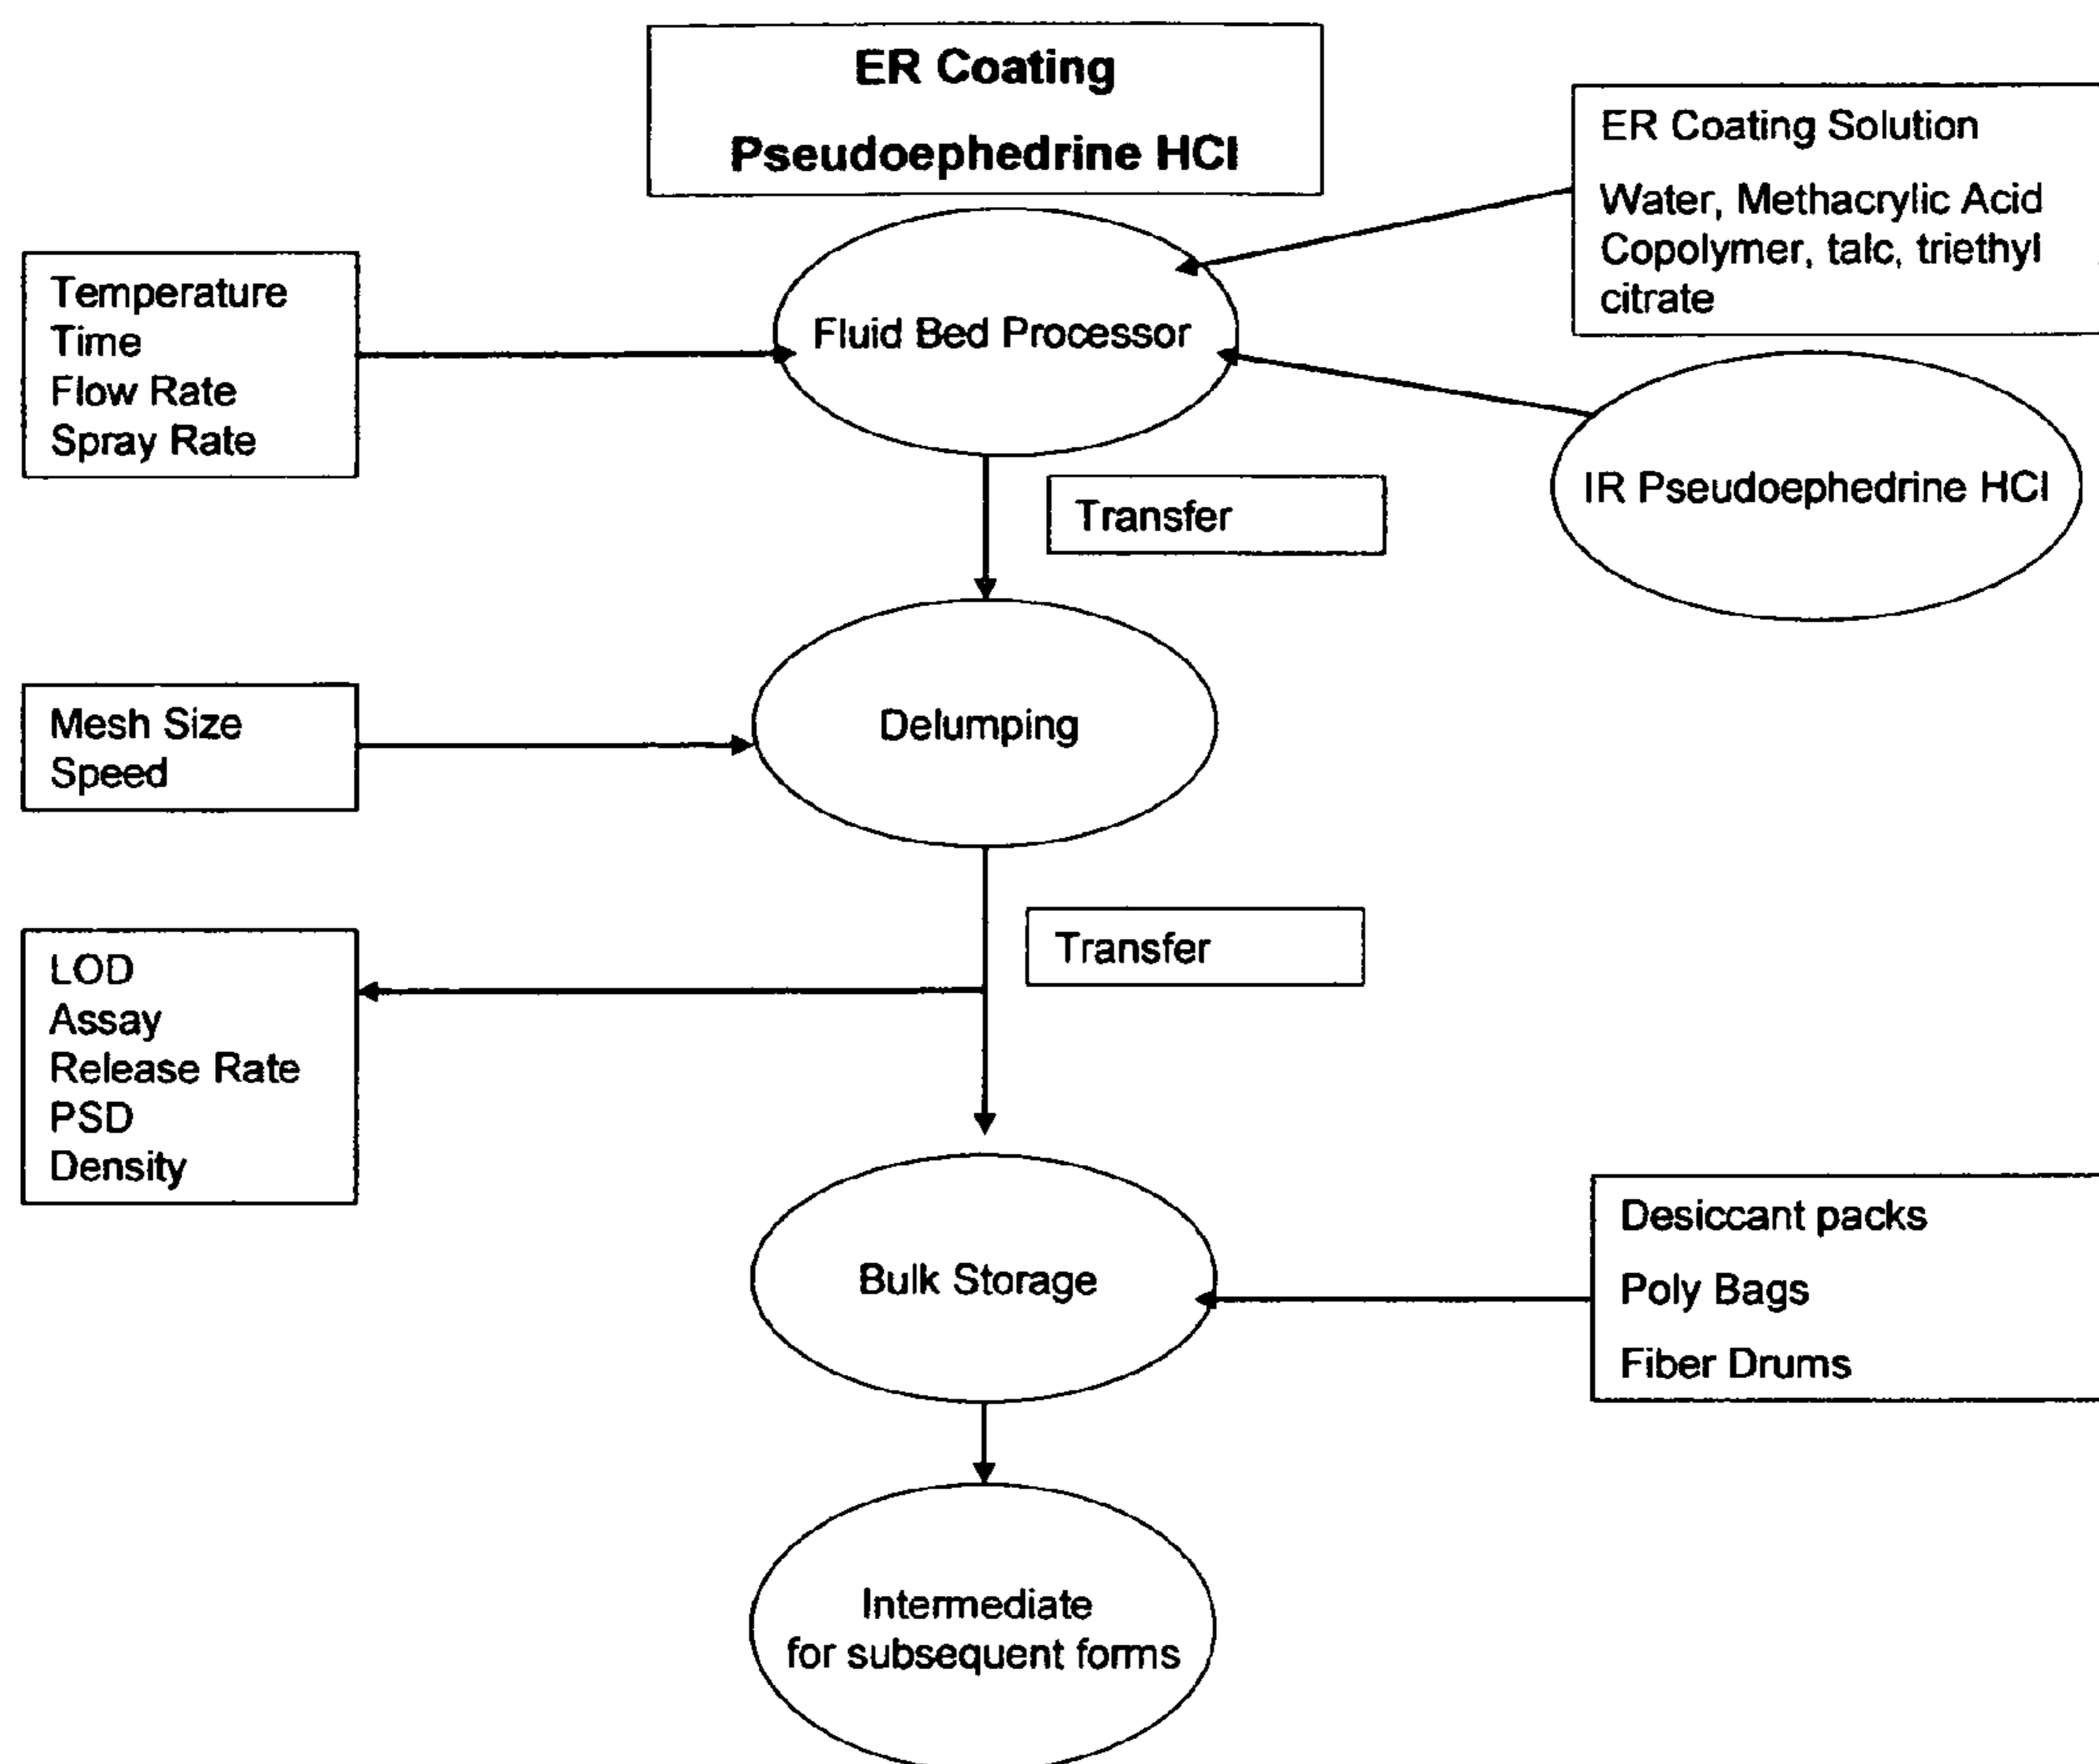 ER Coating
Pseudoephedrine HCl
ER Coating Solution
Water, Methacrylic Acid
Copolymer, talc, triethyl
citrate
Temperature
Time
Flow Rate
Spray Rate
Fluid Bed Processor
IR Pseudoephedrine HCl
Transfer
Mesh Size
Speed
Delumping
Transfer
LOD
Assay
Release Rate
PSD
Density
Bulk Storage
Desiccant packs
Poly Bags
Fiber Drums
Intermediate
for subsequent forms